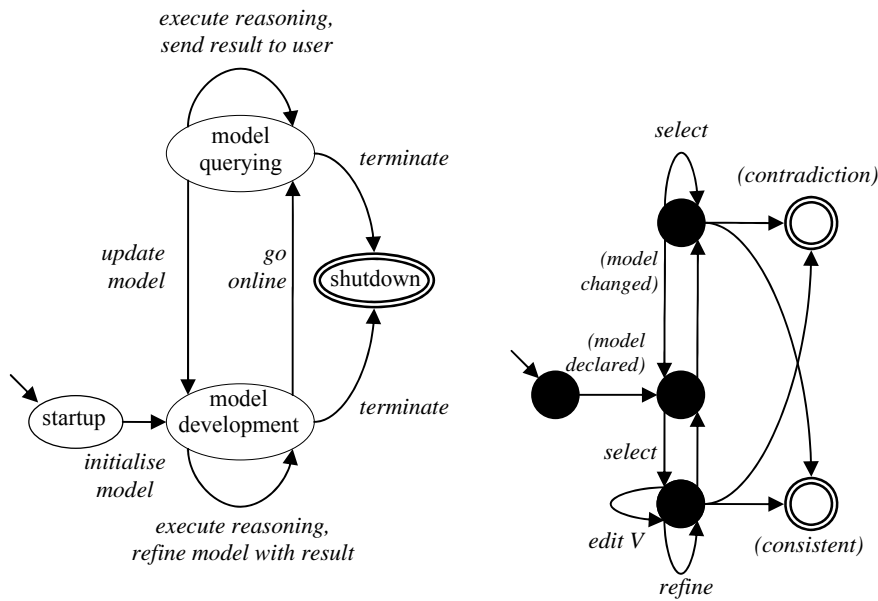 execute reasoning,
send result to user
model
querying
terminate
update
model
go
online
shutdown
model
development
startup
terminate
initialise
model
execute reasoning,
refine model with result
select
(contradiction)
(model
changed)
(model
declared)
select
edit V
(consistent)
refine